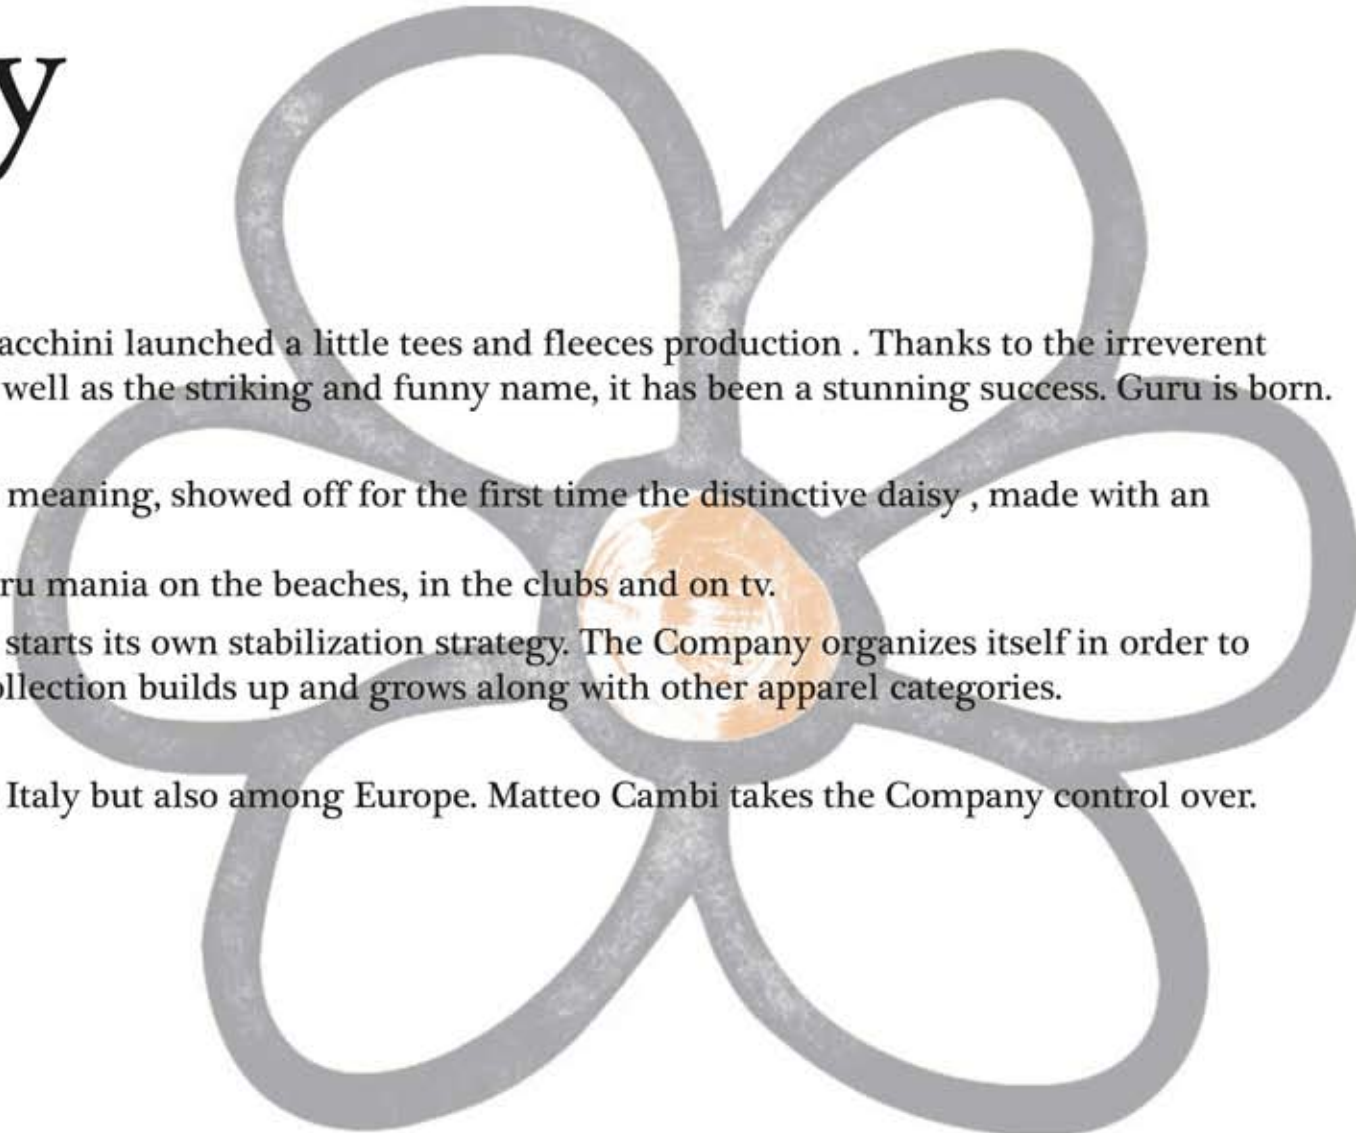 y
acchini launched a little tees and fleeces production . Thanks to the irreverent
well as the striking and funny name, it has been a stunning success. Guru is born.
meaning, showed off for the first time the distinctive daisy , made with an
ru mania on the beaches, in the clubs and on tv.
starts its own stabilization strategy. The Company organizes itself in order to
ollection builds up and grows along with other apparel categories.
Italy but also among Europe. Matteo Cambi takes the Company control over.